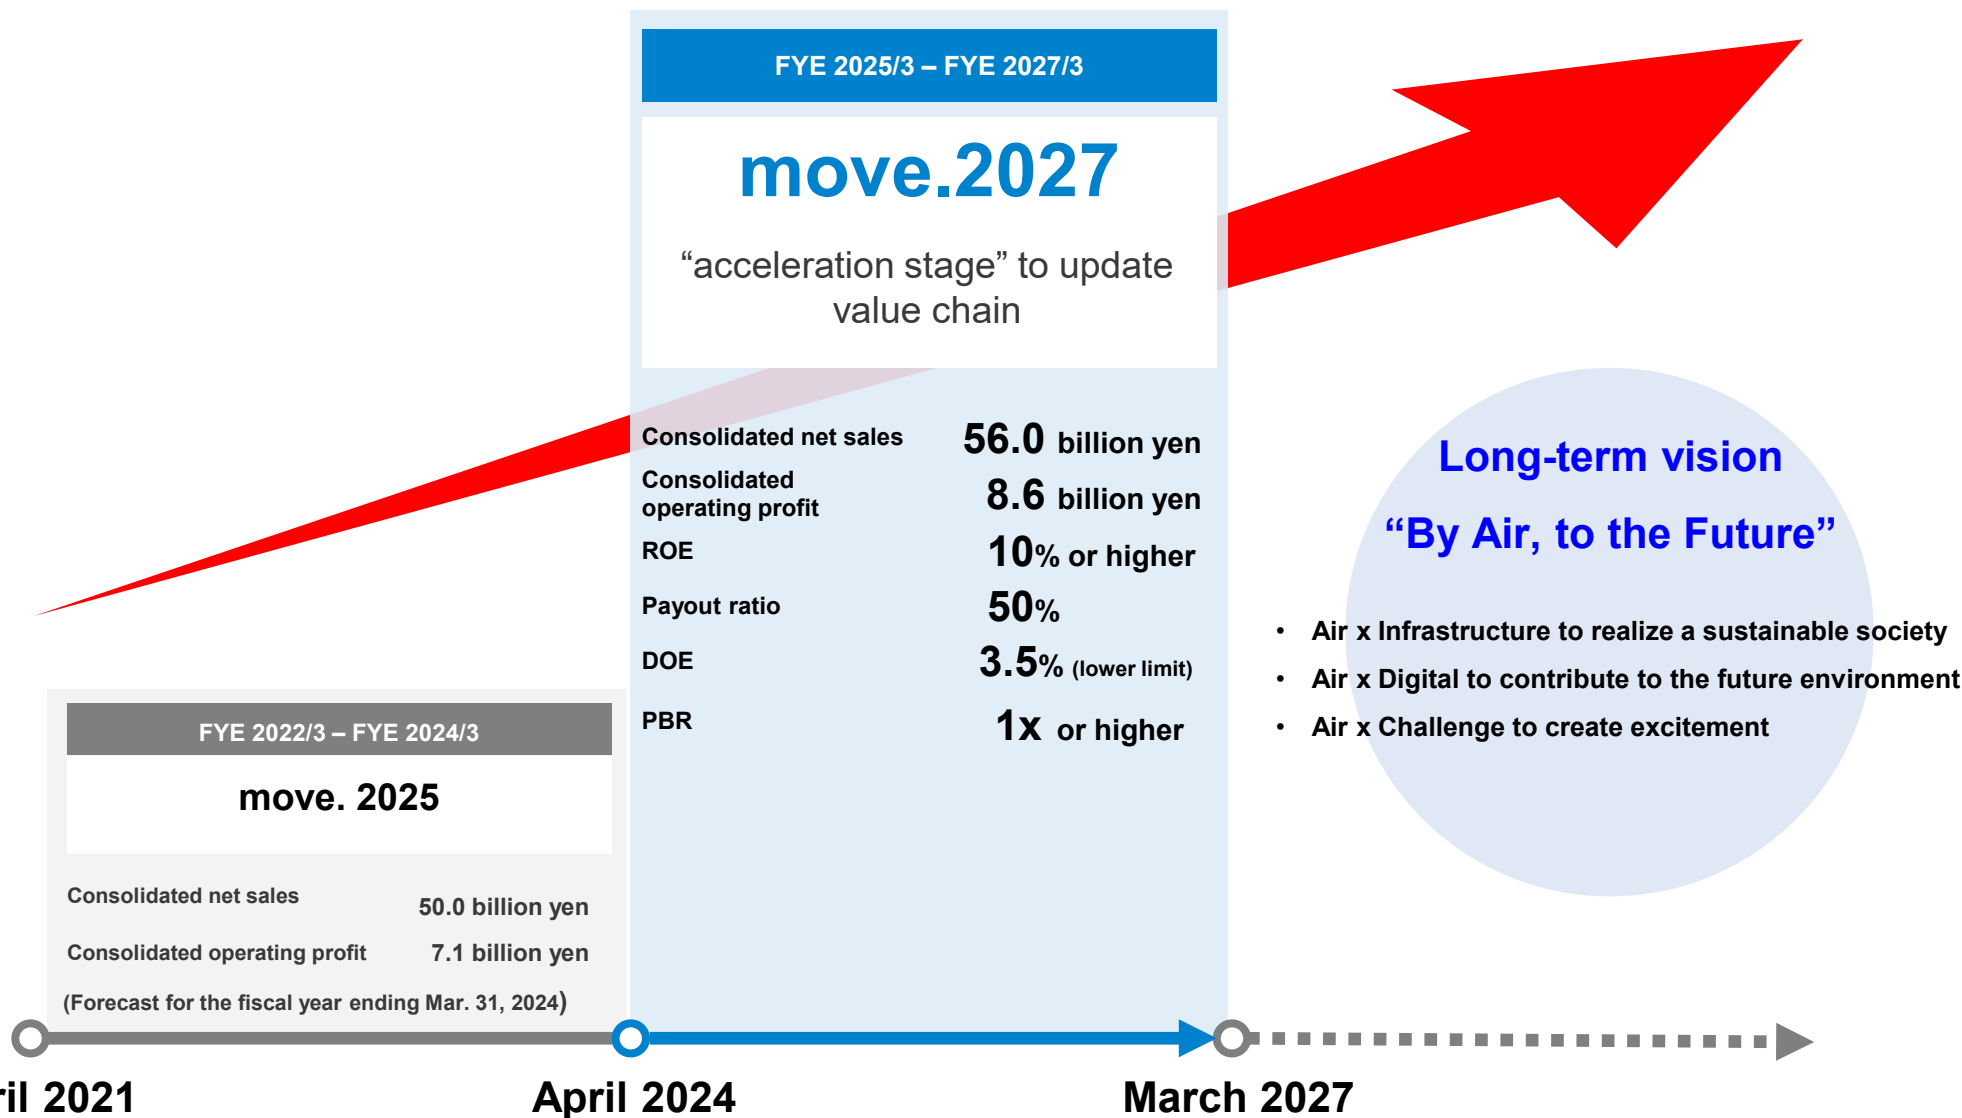 FYE 2025/3 – FYE 2027/3
move.2027
“acceleration stage” to update
value chain
Consolidated net sales 56.0 billion yen
Consolidated
operating profit 8.6 billion yen
ROE 10% or higher
Payout ratio 50%
DOE 3.5% (lower limit)
PBR 1x or higher
FYE 2022/3 – FYE 2024/3
move. 2025
Consolidated net sales 50.0 billion yen
Consolidated operating profit 7.1 billion yen
(Forecast for the fiscal year ending Mar. 31, 2024)
Long-term vision
“By Air, to the Future”
• Air x Infrastructure to realize a sustainable society
• Air x Digital to contribute to the future environment
• Air x Challenge to create excitement
ril 2021
April 2024
March 2027